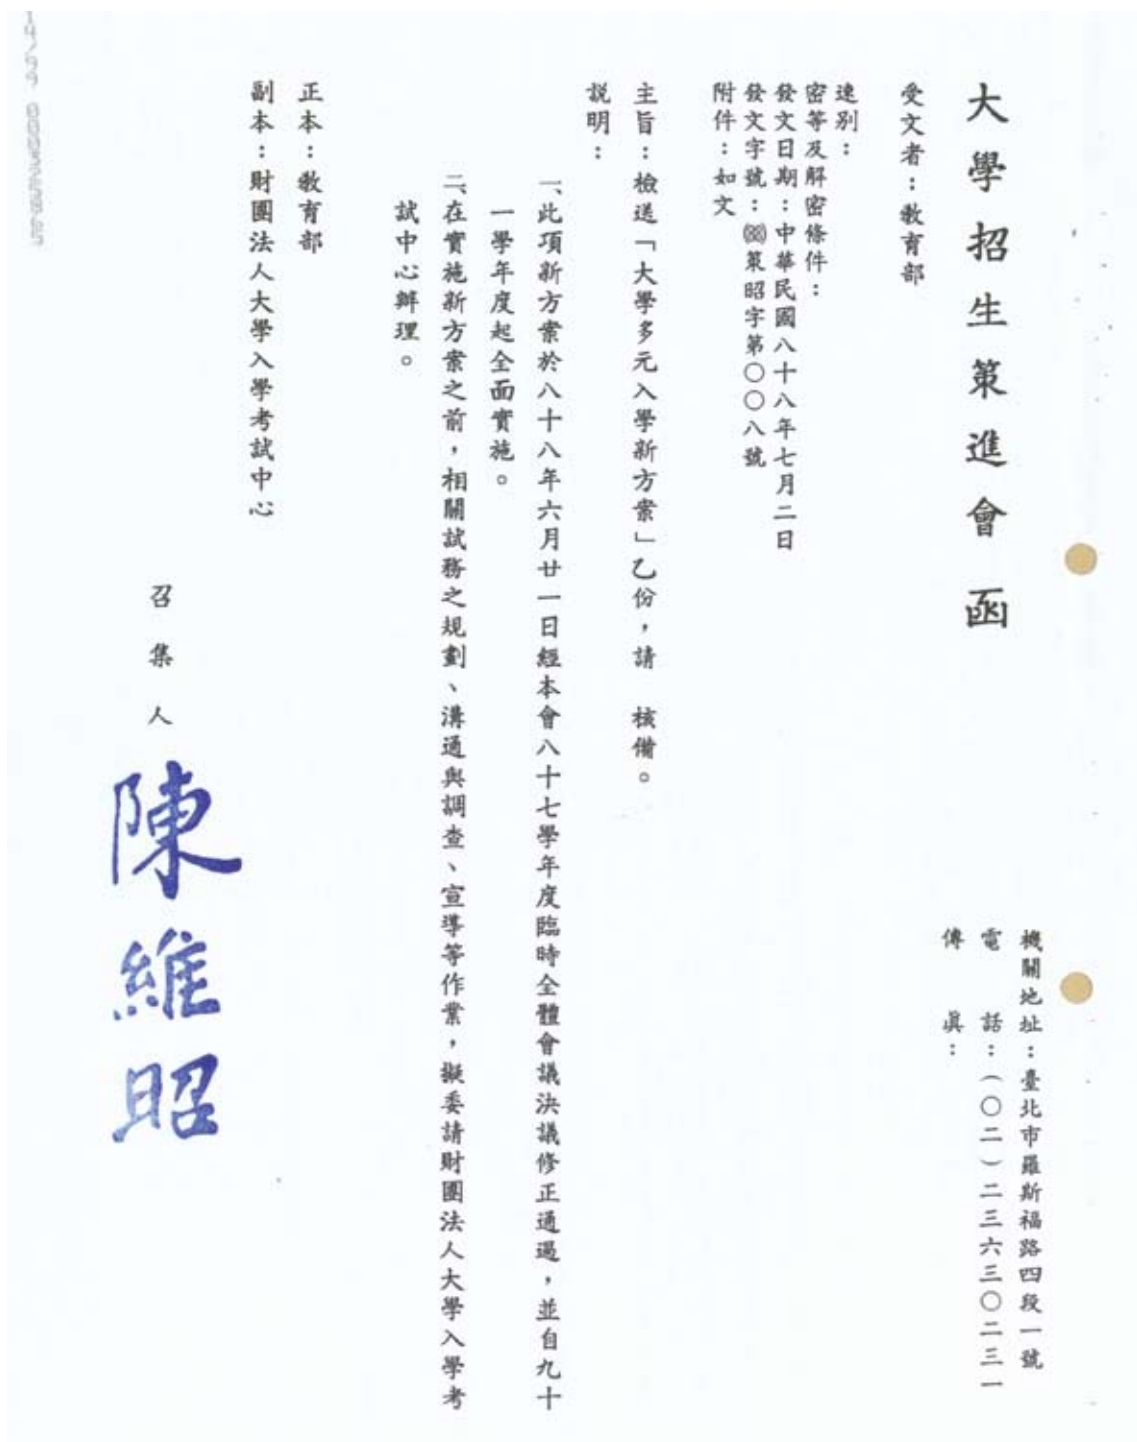 大學招生策進會 函
機關地址：臺北市羅斯福路四段一號
電 話：(〇二)二三六三〇二三一
傳 眞：
受文者：教育部
速別：
密等及解密條件：
發文日期：中華民國八十八年七月二日
發文字號：㊇策昭字第〇〇八號
附件：如文
主旨：檢送「大學多元入學新方案」乙份，請 核備。
說明：
一、此項新方案於八十八年六月廿一日經本會八十七學年度臨時全體會議決議修正通過，並自九十
一學年度起全面實施。
二、在實施新方案之前，相關試務之規劃、溝通與調查、宣導等作業，擬委請財團法人大學入學考
試中心辦理。
正本：教育部
副本：財團法人大學入學考試中心
召 集 人 陳維昭